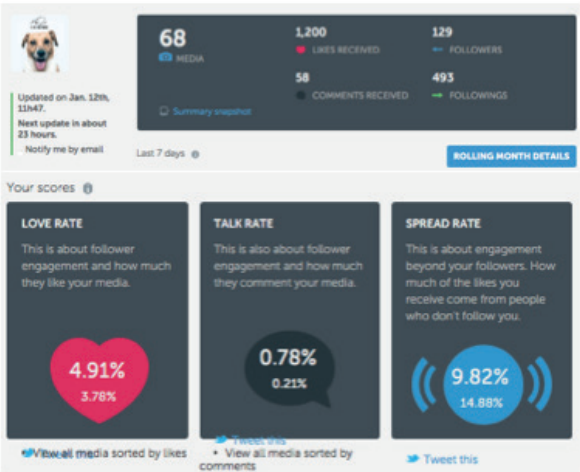 68
MEDIA
Summary snapshot
1,200
LIKES RECEIVED
58
COMMENTS RECEIVED
129
FOLLOWERS
493
FOLLOWINGS
Updated on Jan. 12th,
11h47.
Next update in about
23 hours.
Notify me by email
Last 7 days
ROLLING MONTH DETAILS
Your scores
LOVE RATE
This is about follower
engagement and how much
they like your media.
4.91%
3.78%
View all media sorted by likes
TALK RATE
This is also about follower
engagement and how much
they comment your media.
0.78%
0.21%
Tweet this
• View all media sorted by
comments
SPREAD RATE
This is about engagement
beyond your followers. How
much of the likes you
receive come from people
who don't follow you.
9.82%
14.88%
Tweet this